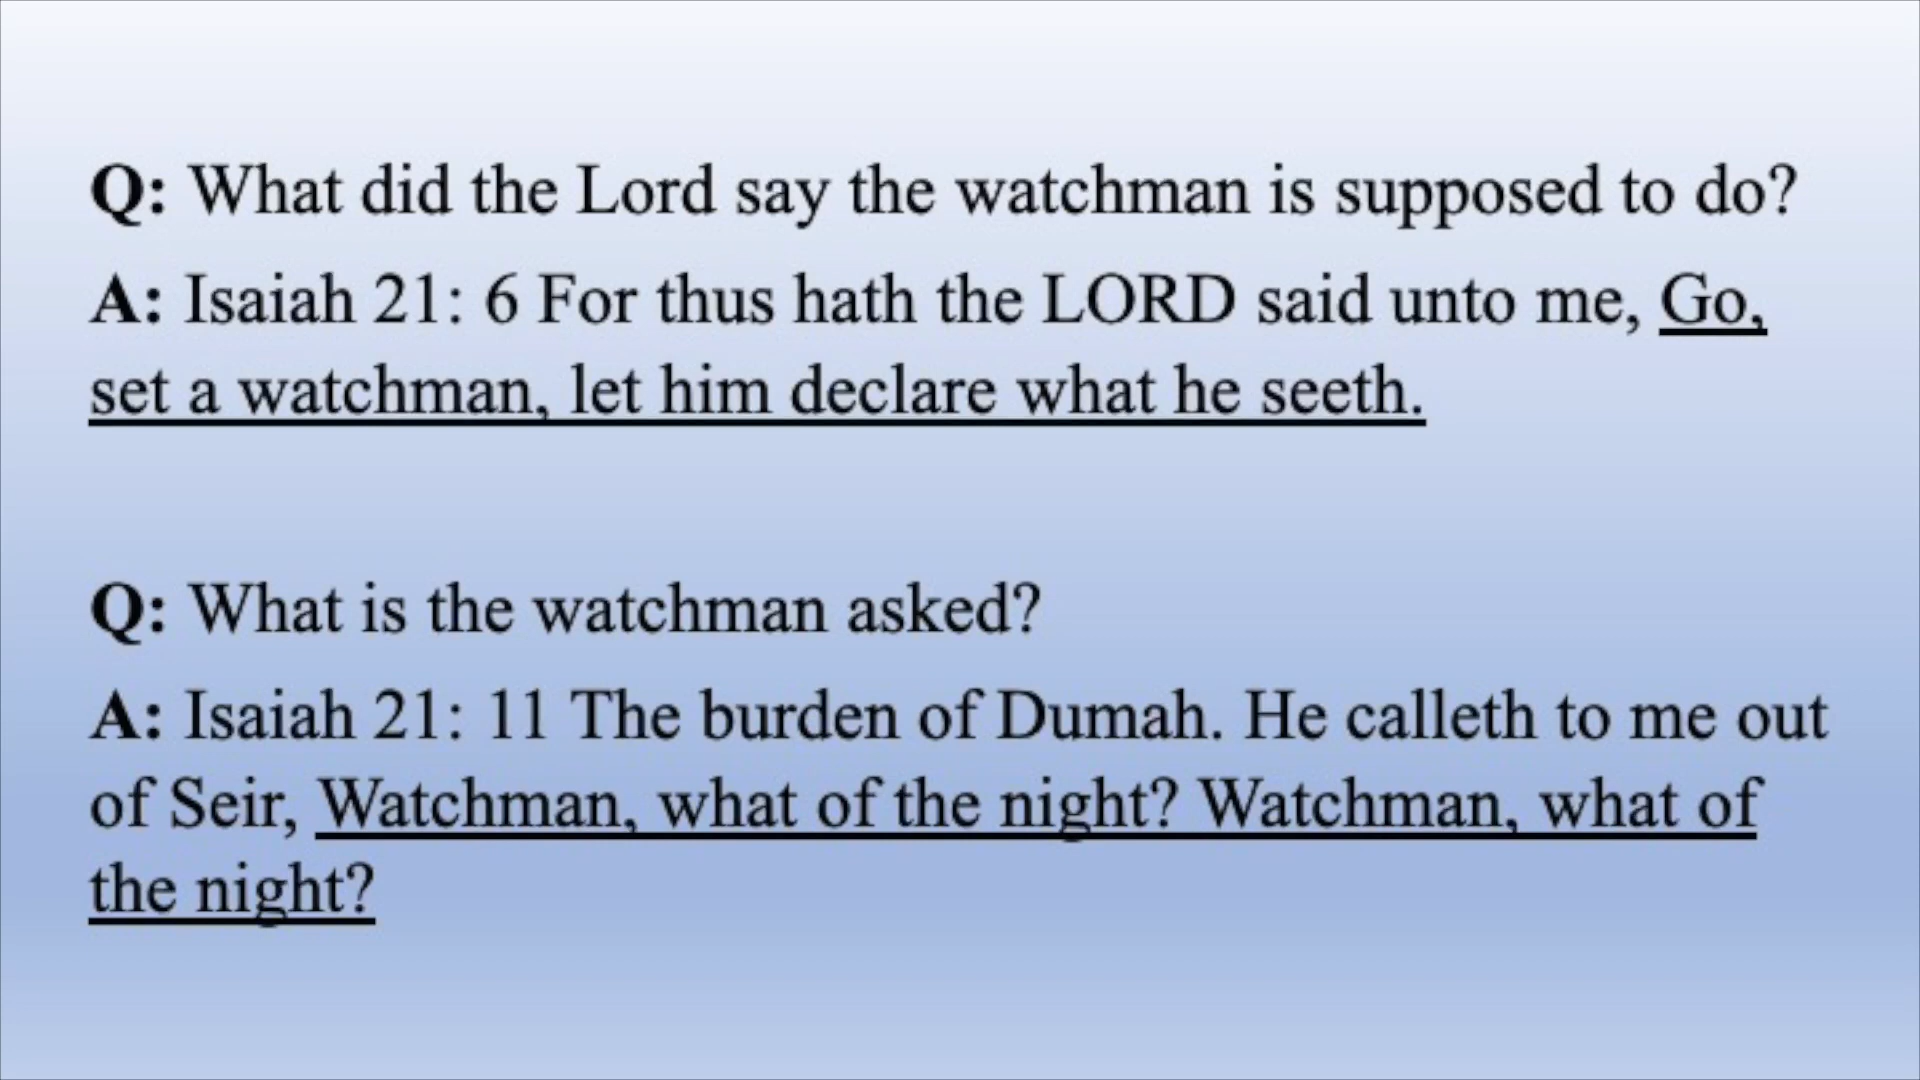 Q: What did the Lord say the watchman is supposed to do?
A: Isaiah 21: 6 For thus hath the LORD said unto me, Go,
set a watchman, let him declare what he seeth.
Q: What is the watchman asked?
A: Isaiah 21: 11 The burden of Dumah. He calleth to me out
of Seir, Watchman, what of the night? Watchman, what of
the night?